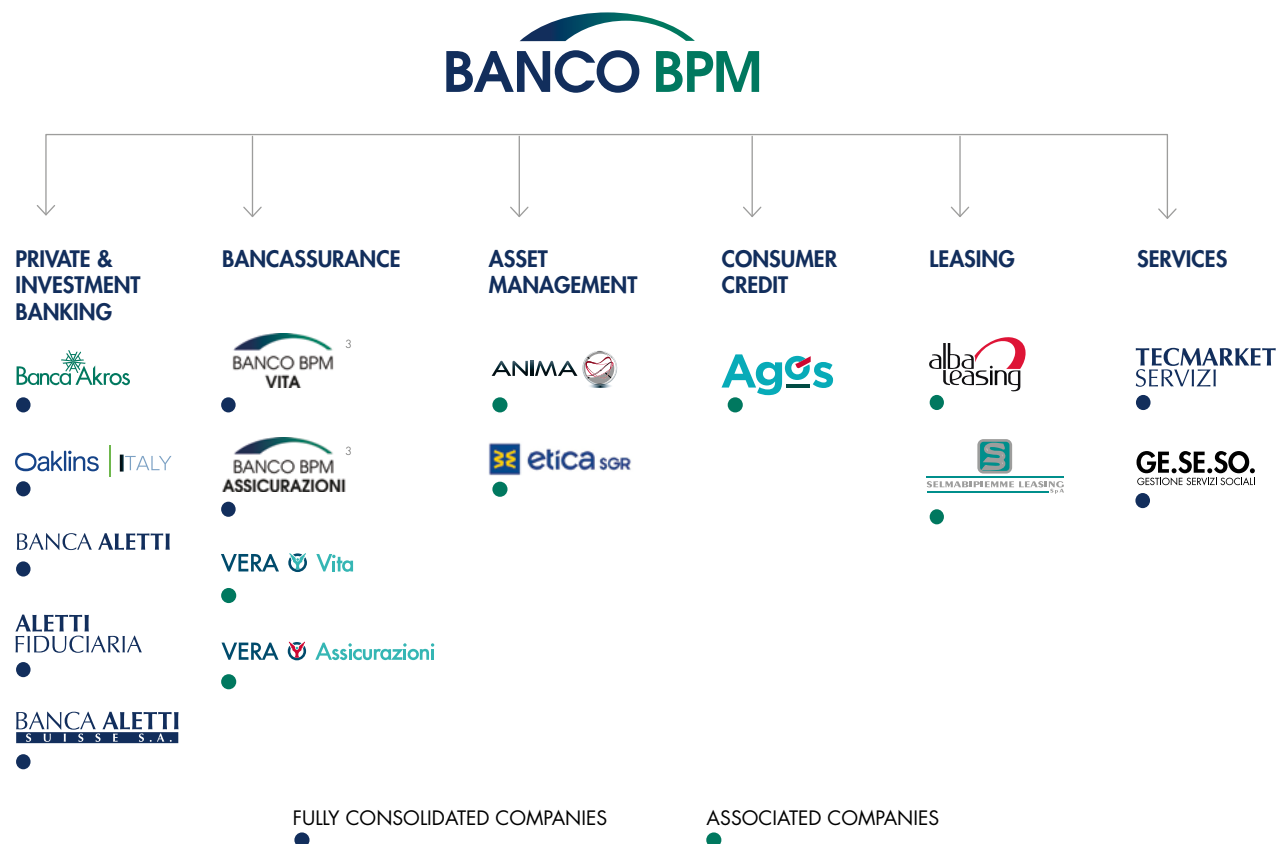 BANCO BPM
PRIVATE &
INVESTMENT
BANKING
Banca Akros
Oaklins ITALY
BANCA ALETTI
ALETTI
FIDUCIARIA
BANCA ALETTI
SUISSE S.A.
BANCASSURANCE
BANCO BPM 3
VITA
BANCO BPM 3
ASSICURAZIONI
VERA Vita
VERA Assicurazioni
ASSET
MANAGEMENT
ANIMA
etica SGR
CONSUMER
CREDIT
Agos
LEASING
alba
leasing
SELMABIPIEMME LEASING
SpA
SERVICES
TECMARKET
SERVIZI
GE.SE.SO.
GESTIONE SERVIZI SOCIALI
FULLY CONSOLIDATED COMPANIES
ASSOCIATED COMPANIES